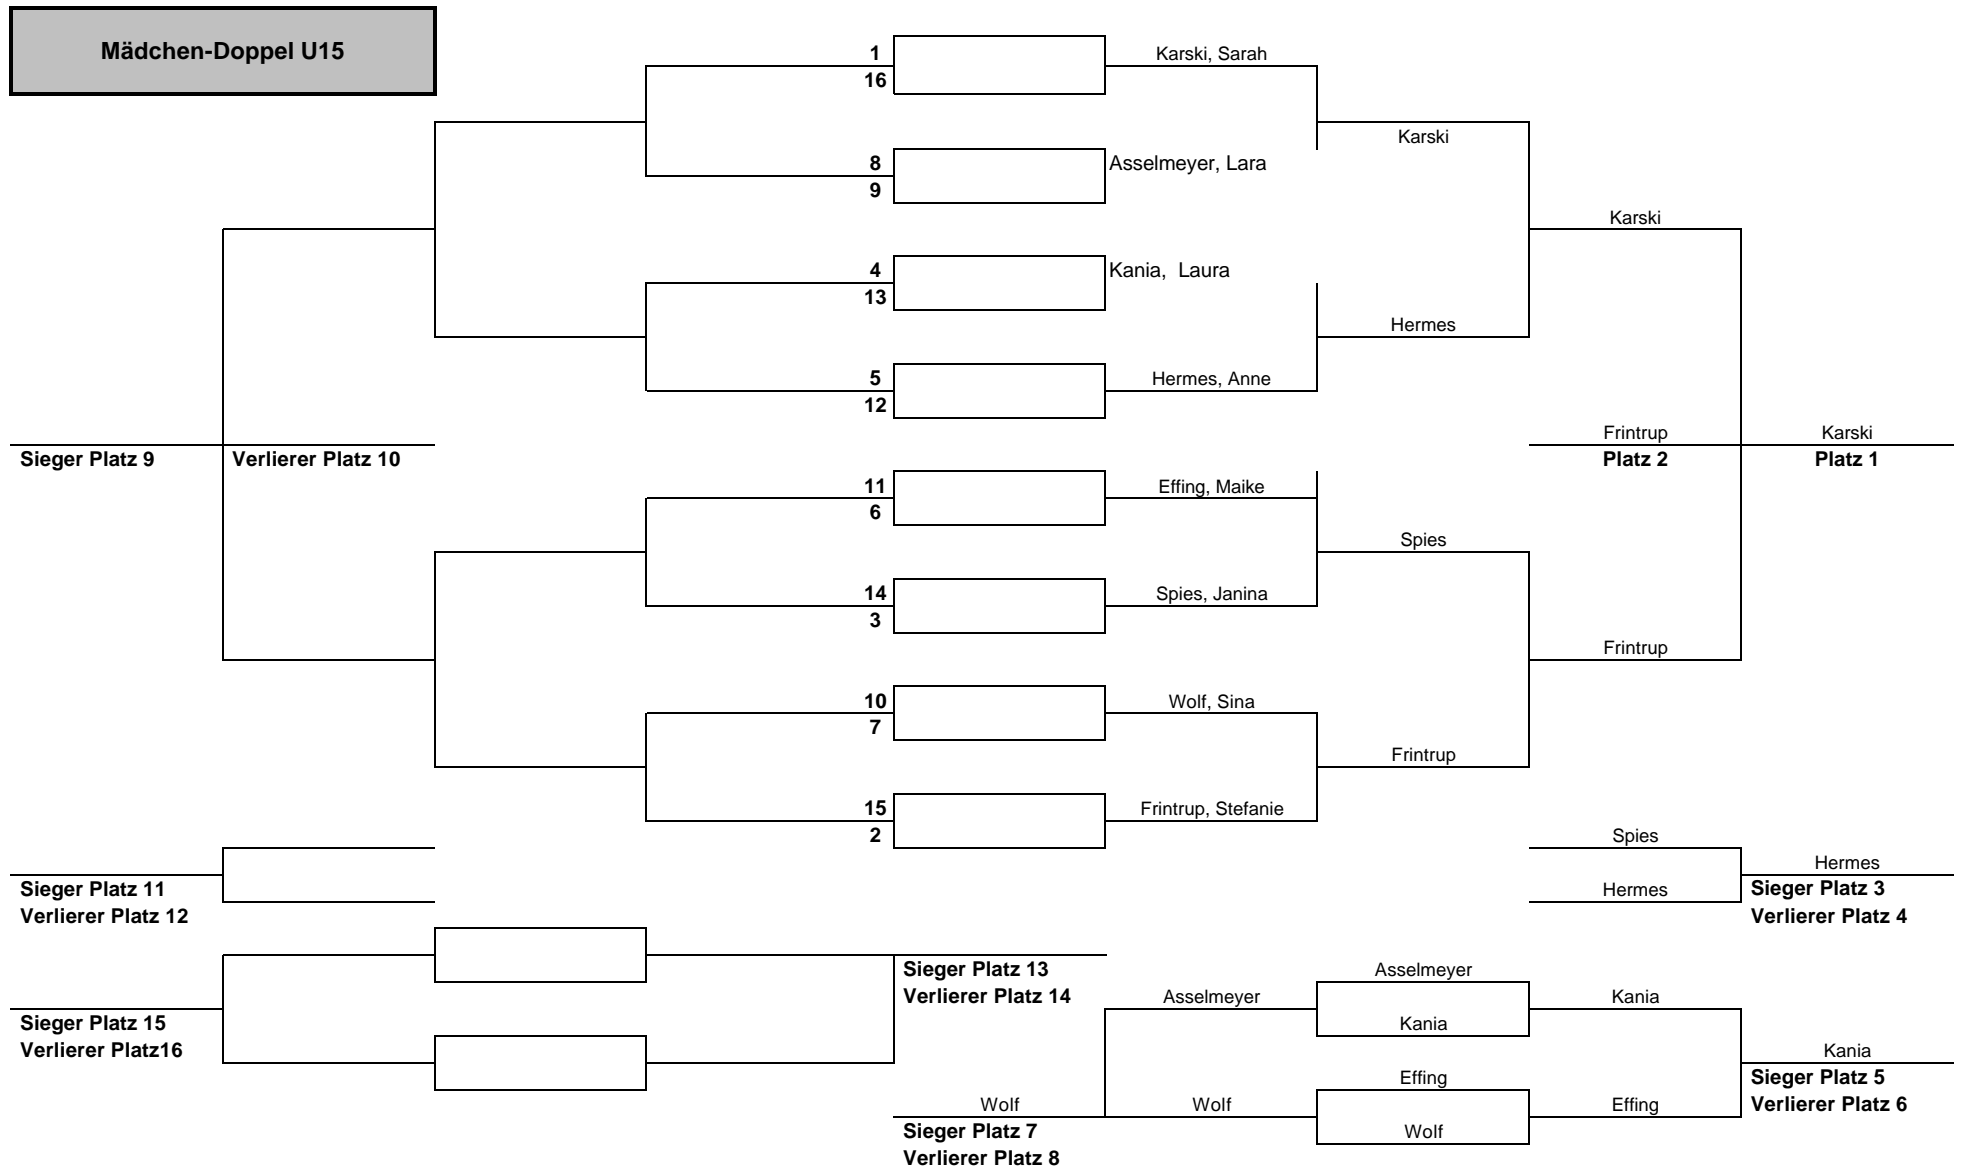 Mädchen-Doppel U15
1
Karski, Sarah
16
Karski
8
Asselmeyer, Lara
9
Karski
4
Kania, Laura
13
Hermes
5
Hermes, Anne
12
Frintrup
Karski
Sieger Platz 9
Verlierer Platz 10
Platz 2
Platz 1
11
Effing, Maike
6
Spies
14
Spies, Janina
3
Frintrup
10
Wolf, Sina
7
Frintrup
15
Frintrup, Stefanie
2
Spies
Hermes
Sieger Platz 11
Hermes
Sieger Platz 3
Verlierer Platz 12
Verlierer Platz 4
Sieger Platz 13
Asselmeyer
Verlierer Platz 14
Asselmeyer
Kania
Sieger Platz 15
Kania
Verlierer Platz16
Kania
Effing
Sieger Platz 5
Wolf
Wolf
Effing
Verlierer Platz 6
Sieger Platz 7
Wolf
Verlierer Platz 8